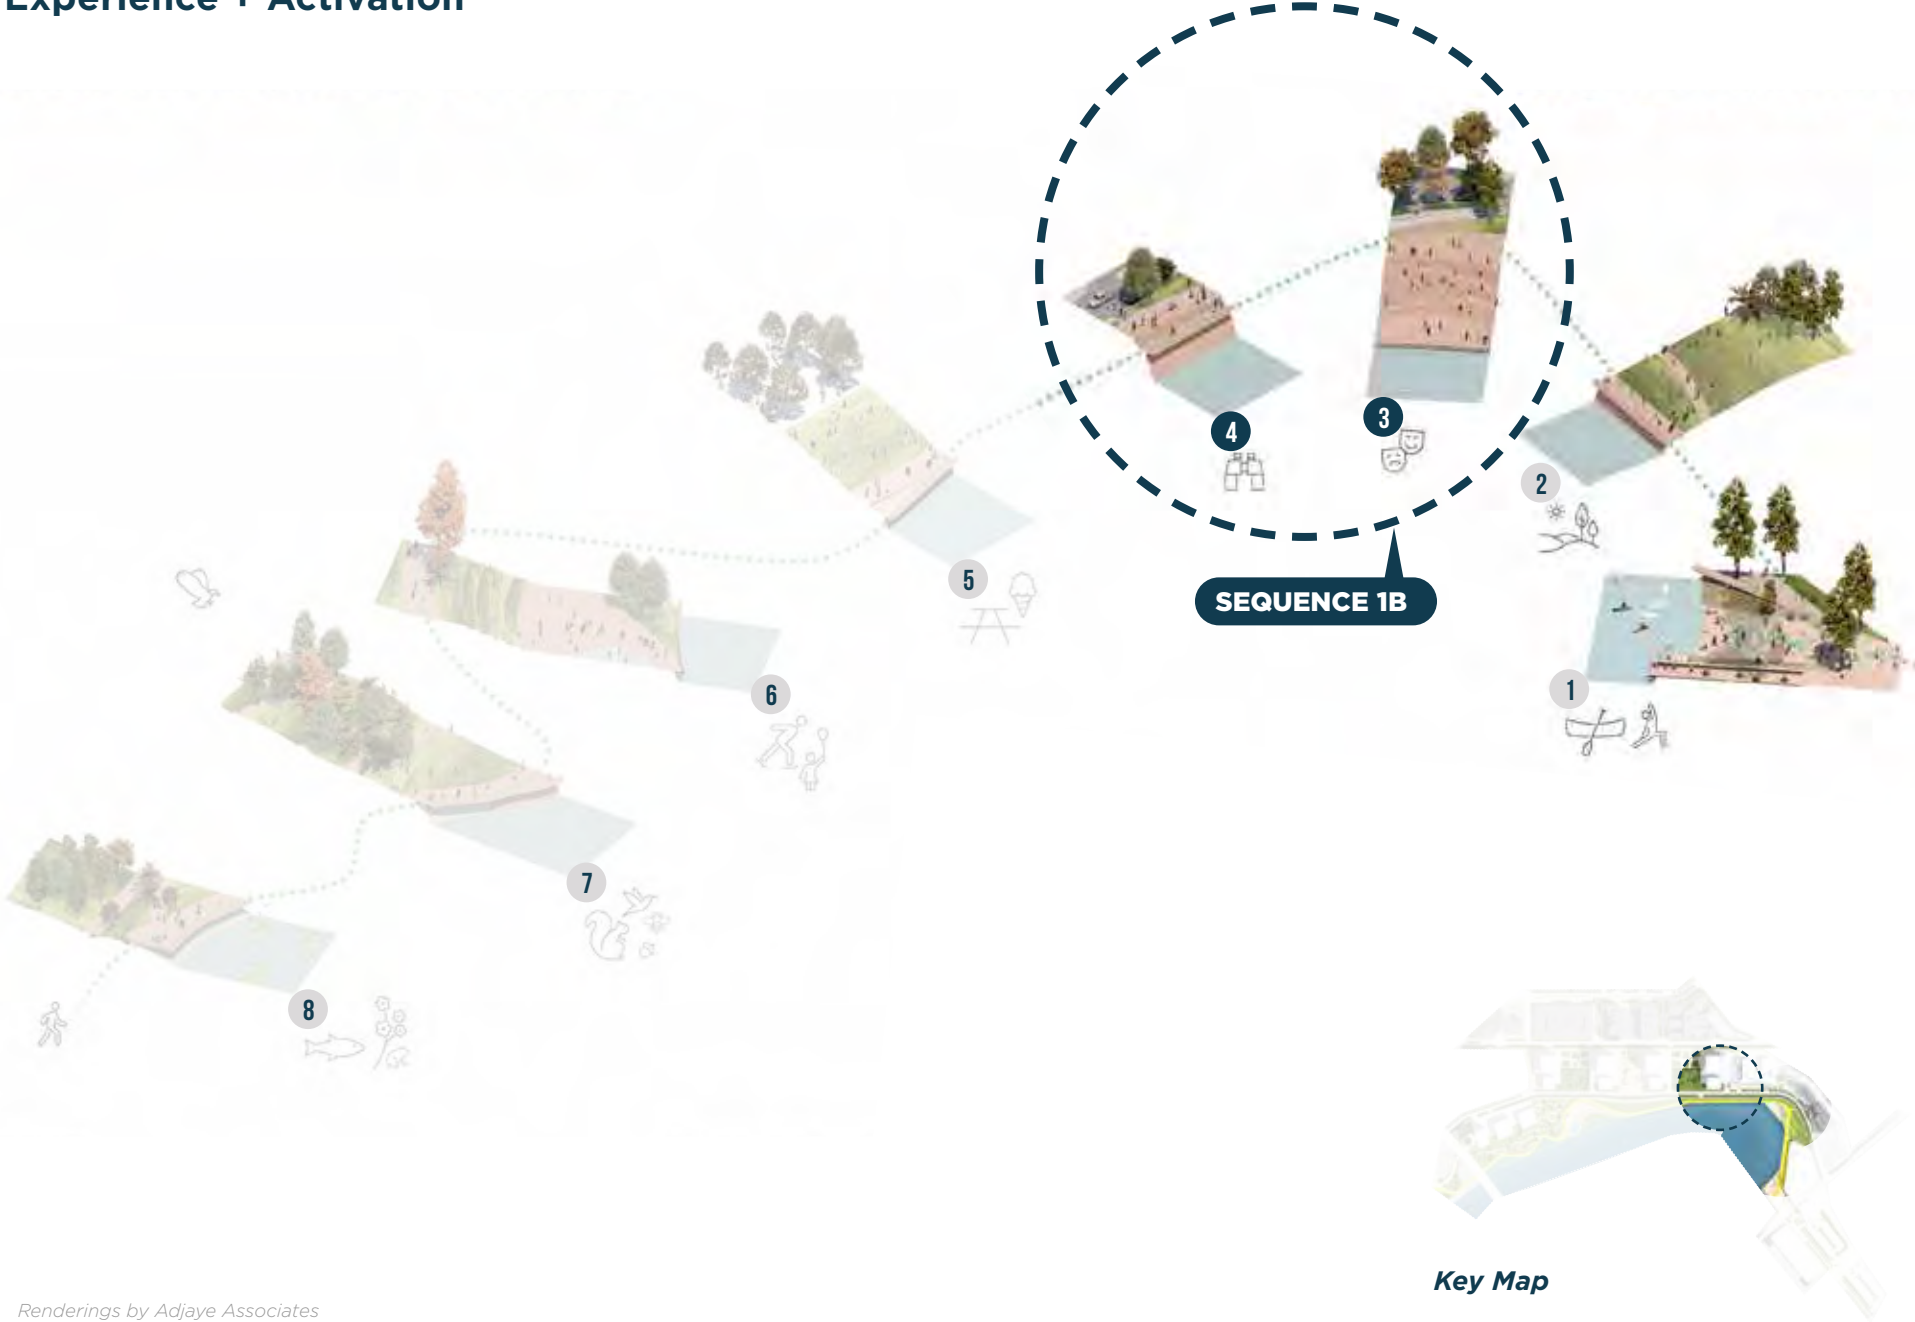 Experience + Activation
4
3
2
SEQUENCE 1B
5
1
6
7
8
Key Map
Renderings by Adjaye Associates